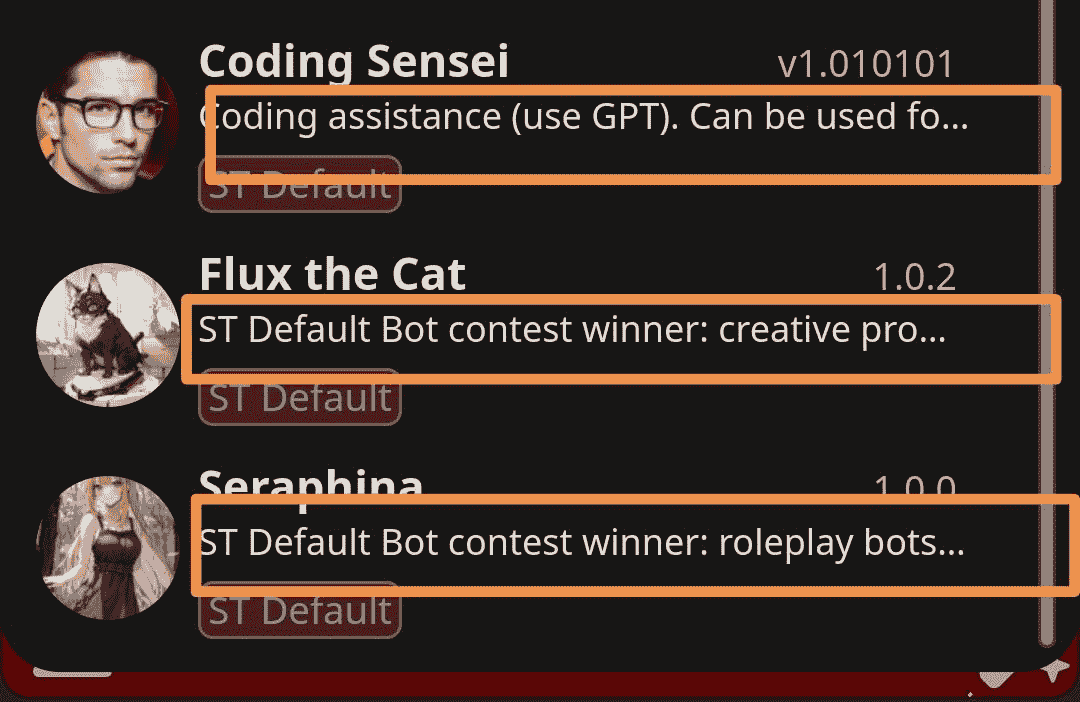 Coding Sensei v1.010101
Coding assistance (use GPT). Can be used fo...
ST Default
Flux the Cat 1.0.2
ST Default Bot contest winner: creative pro...
ST Default
Seraphina 1.0.0
ST Default Bot contest winner: roleplay bots...
ST Default